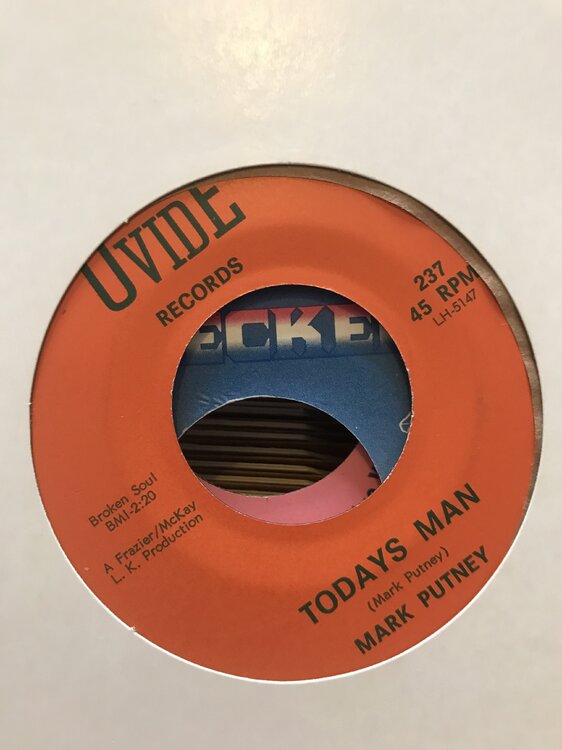 OVIDE
RECORDS
237
45 RPM
LH-5147
ECKE
Broken Soul
BMI-2:20
A Frazier/McKay
L. K. Production
TODAYS MAN
(Mark Putney)
MARK PUTNEY